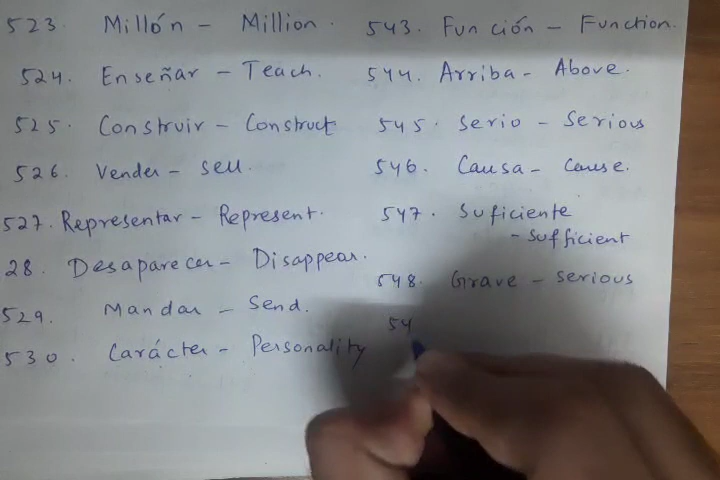 523. Millón - Million.
524. Enseñar - Teach.
525. Construir - Construct
526. Vender - Sell.
527. Representar - Represent.
28. Desaparecer - Disappear.
529. Mandar - Send.
530. Carácter - Personality
543. Función - Function.
544. Arriba - Above.
545. Serio - Serious
546. Causa - Cause.
547. Suficiente
- Sufficient
548. Grave - Serious
54